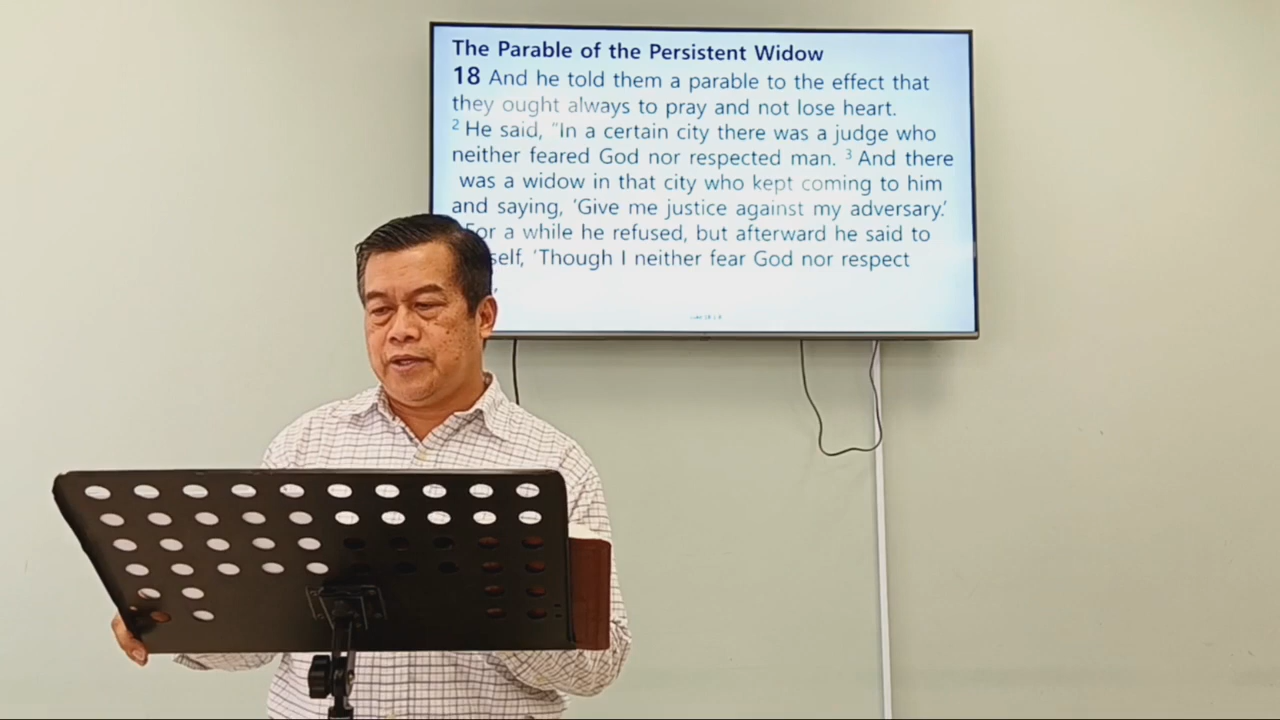 The Parable of the Persistent Widow
18 And he told them a parable to the effect that
they ought always to pray and not lose heart.
2 He said, “In a certain city there was a judge who
neither feared God nor respected man. 3 And there
was a widow in that city who kept coming to him
and saying, ‘Give me justice against my adversary.’
For a while he refused, but afterward he said to
self, ‘Though I neither fear God nor respect